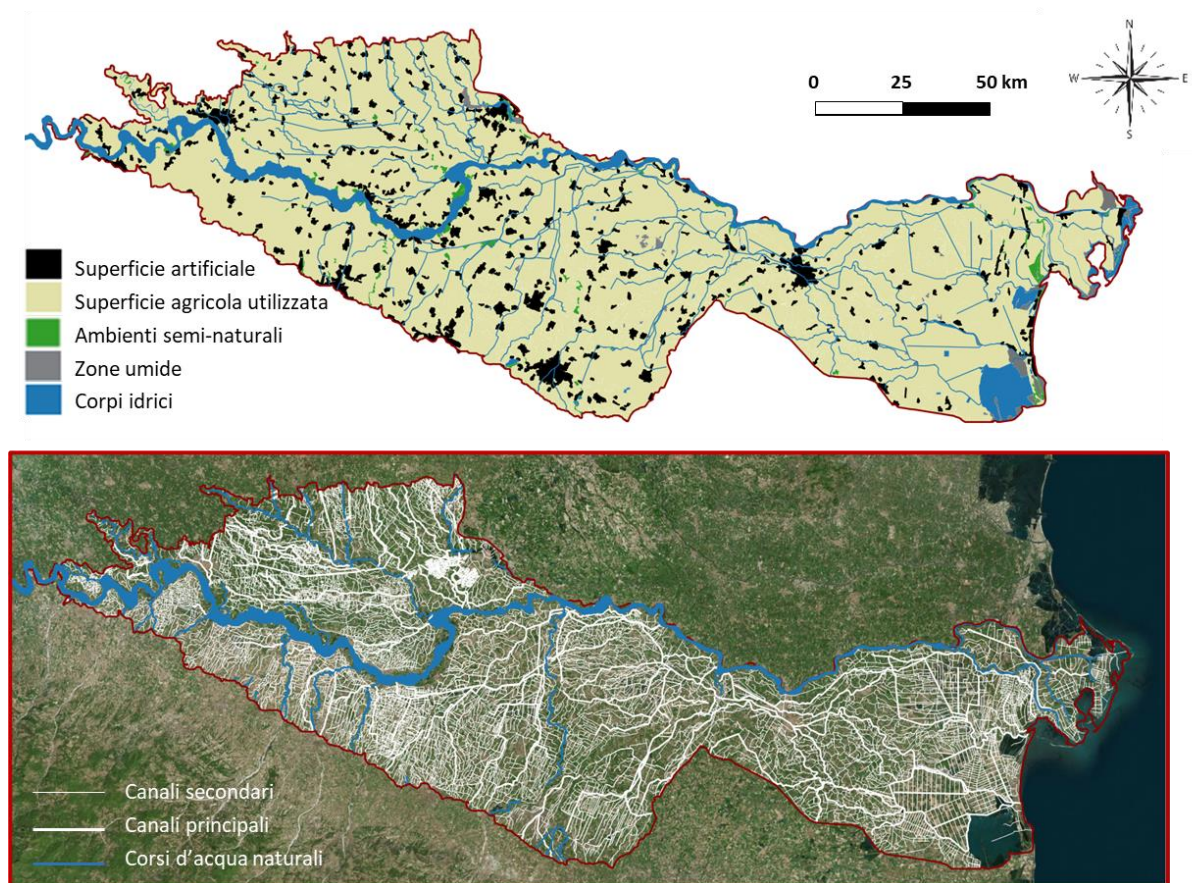 N
W
E
S
0 25 50 km
Superficie artificiale
Superficie agricola utilizzata
Ambienti semi-naturali
Zone umide
Corpi idrici
Canali secondari
Canali principali
Corsi d'acqua naturali